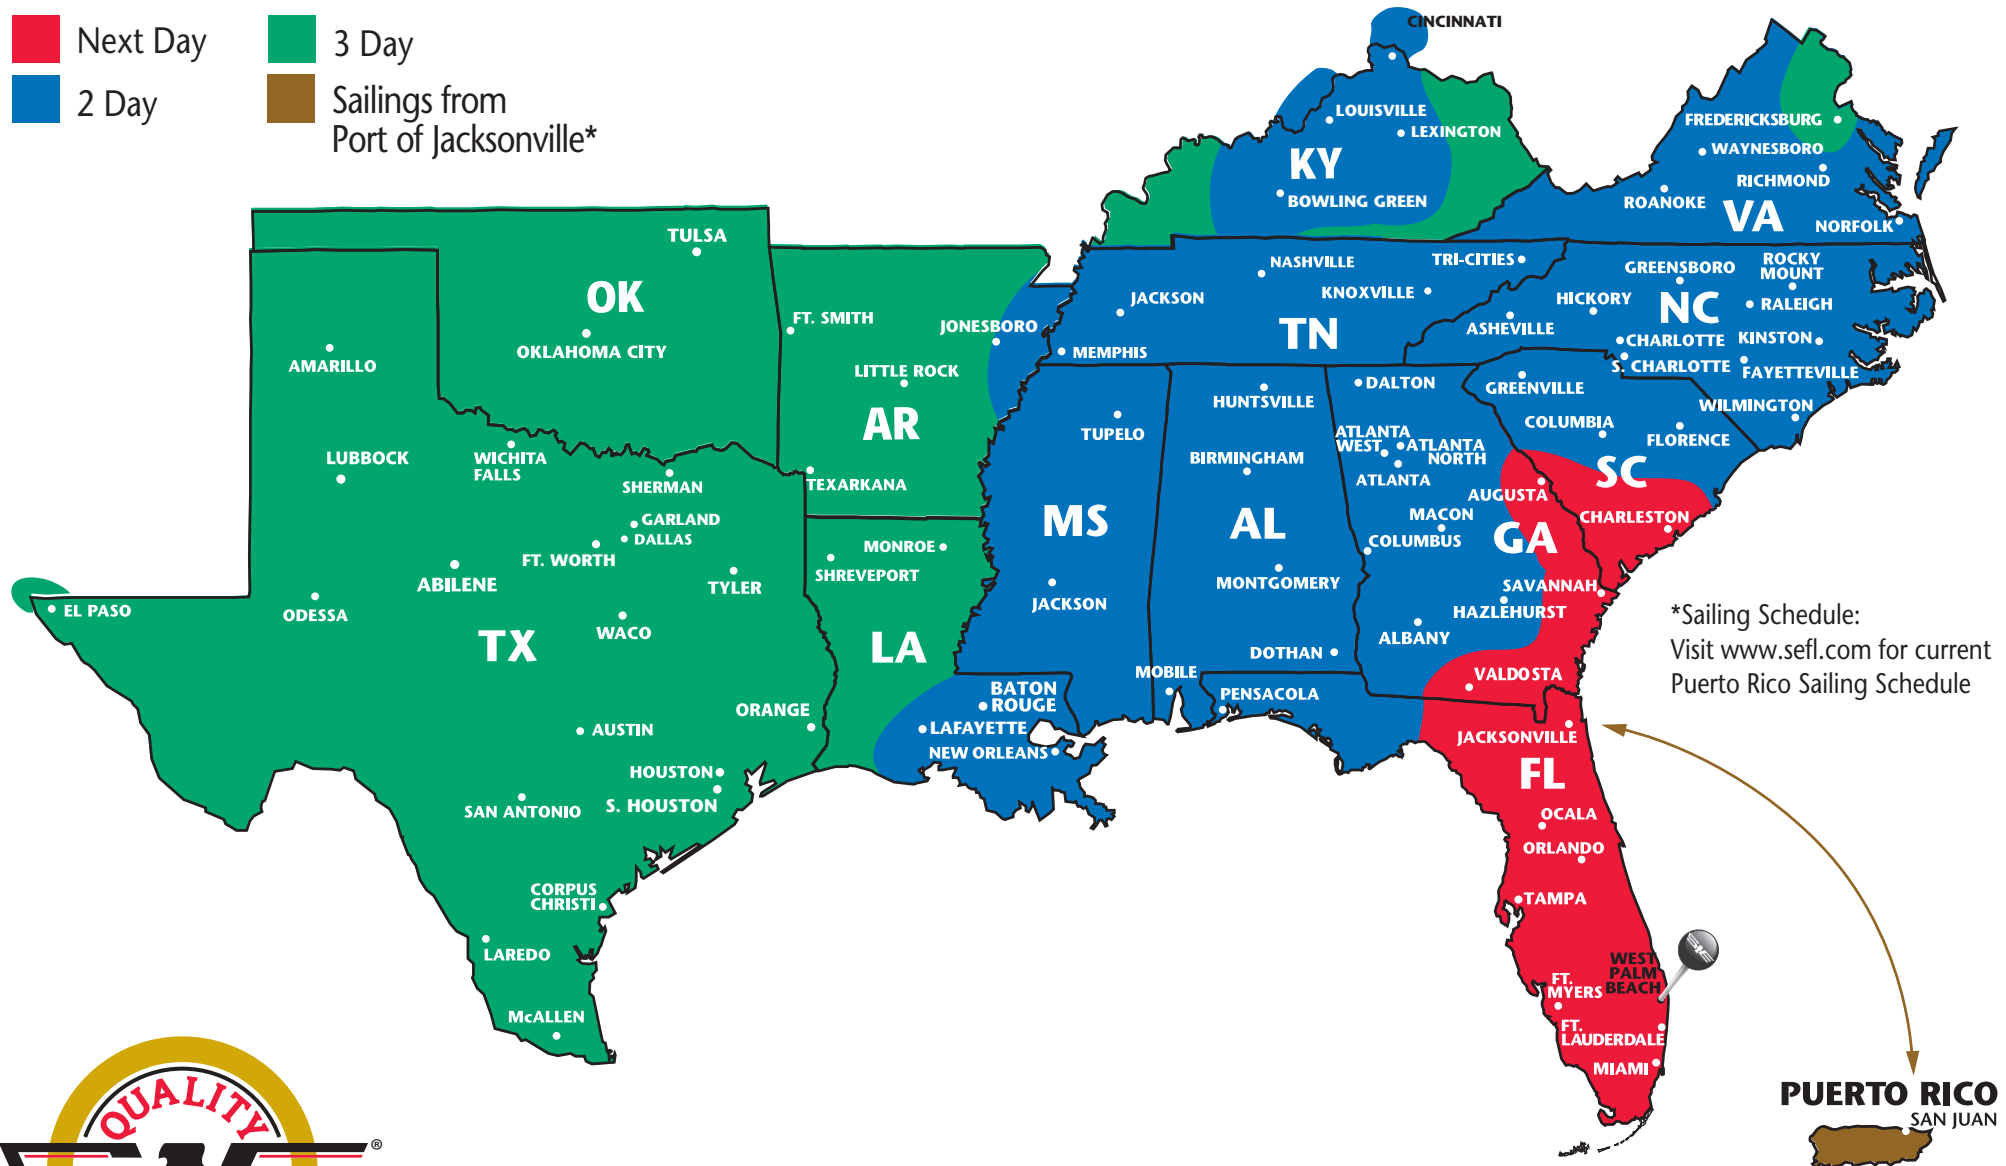 Next Day
2 Day
3 Day
Sailings from
Port of Jacksonville*
CINCINNATI
LOUISVILLE
LEXINGTON
KY
BOWLING GREEN
FREDERICKSBURG
WAYNESBORO
RICHMOND
ROANOKE
VA
NORFOLK
TULSA
OK
OKLAHOMA CITY
AMARILLO
LUBBOCK
WICHITA
FALLS
SHERMAN
GARLAND
DALLAS
FT. WORTH
ABILENE
TYLER
EL PASO
ODESSA
WACO
TX
AUSTIN
ORANGE
HOUSTON
S. HOUSTON
SAN ANTONIO
CORPUS
CHRISTI
LAREDO
McALLEN
FT. SMITH
JONESBORO
LITTLE ROCK
AR
TEXARKANA
MONROE
SHREVEPORT
LA
BATON
ROUGE
LAFAYETTE
NEW ORLEANS
NASHVILLE
TRI-CITIES
KNOXVILLE
JACKSON
TN
MEMPHIS
GREENSBORO
ROCKY
MOUNT
HICKORY
NC
RALEIGH
ASHEVILLE
CHARLOTTE
KINSTON
S. CHARLOTTE
FAYETTEVILLE
WILMINGTON
TUPELO
MS
JACKSON
HUNTSVILLE
BIRMINGHAM
AL
MONTGOMERY
DOTHAN
MOBILE
DALTON
ATLANTA
WEST
ATLANTA
NORTH
ATLANTA
AUGUSTA
MACON
COLUMBUS
GA
SAVANNAH
HAZLEHURST
ALBANY
VALDOSTA
GREENVILLE
COLUMBIA
FLORENCE
SC
CHARLESTON
PENSACOLA
JACKSONVILLE
FL
OCALA
ORLANDO
TAMPA
WEST
PALM
BEACH
FT.
MYERS
FT.
LAUDERDALE
MIAMI
*Sailing Schedule:
Visit www.sefl.com for current
Puerto Rico Sailing Schedule
PUERTO RICO
SAN JUAN
QUALITY
®